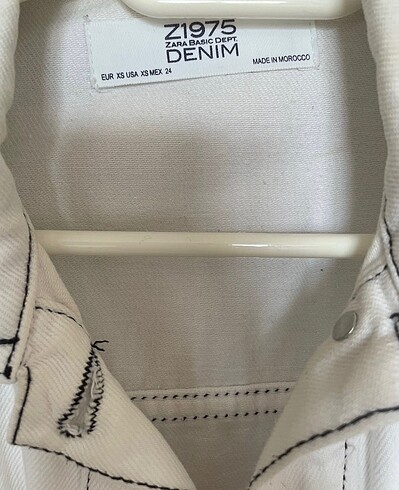 Z1975
ZARA BASIC DEPT.
DENIM
EUR XS USA XS MEX 24
MADE IN MOROCCO